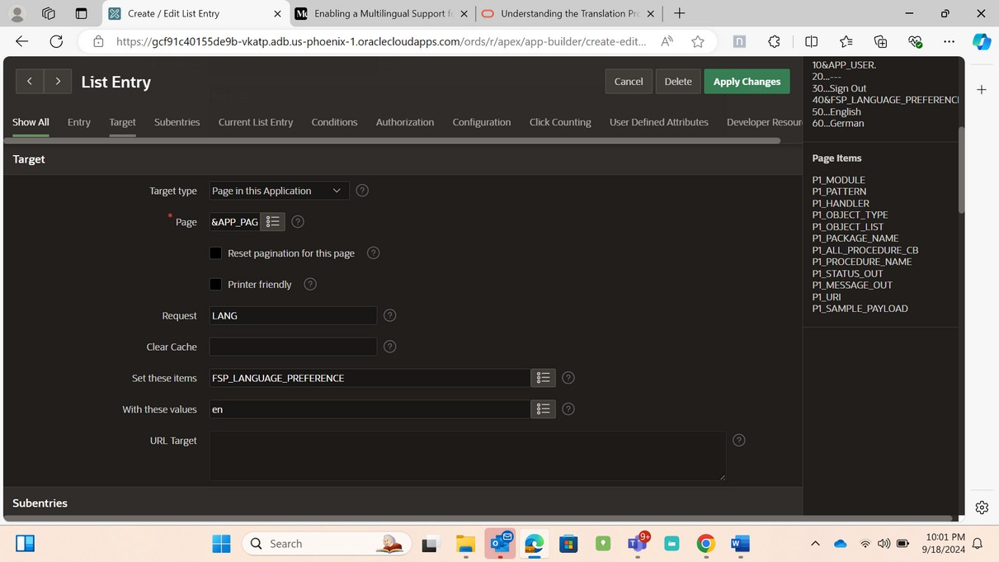 Create / Edit List Entry
Enabling a Multilingual Support fo
Understanding the Translation Pro
https://gcf91c40155de9b-vkatp.adb.us-phoenix-1.oraclecloudapps.com/ords/r/apex/app-builder/create-edit...
List Entry
Cancel
Delete
Apply Changes
Show All
Entry
Target
Subentries
Current List Entry
Conditions
Authorization
Configuration
Click Counting
User Defined Attributes
Developer Resour
Target
Target type
Page in this Application
* Page
&APP_PAG
Reset pagination for this page
Printer friendly
Request
LANG
Clear Cache
Set these items
FSP_LANGUAGE_PREFERENCE
With these values
en
URL Target
Subentries
10&APP_USER.
20...---
30...Sign Out
40&FSP_LANGUAGE_PREFERENC
50...English
60...German
Page Items
P1_MODULE
P1_PATTERN
P1_HANDLER
P1_OBJECT_TYPE
P1_OBJECT_LIST
P1_PACKAGE_NAME
P1_ALL_PROCEDURE_CB
P1_PROCEDURE_NAME
P1_STATUS_OUT
P1_MESSAGE_OUT
P1_URI
P1_SAMPLE_PAYLOAD
Search
9+
10:01 PM
9/18/2024